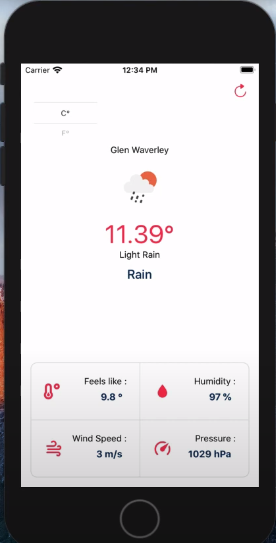 Carrier 12:34 PM
C°
F°
Glen Waverley
11.39°
Light Rain
Rain
Feels like :
9.8 °
Humidity :
97 %
Wind Speed :
3 m/s
Pressure :
1029 hPa